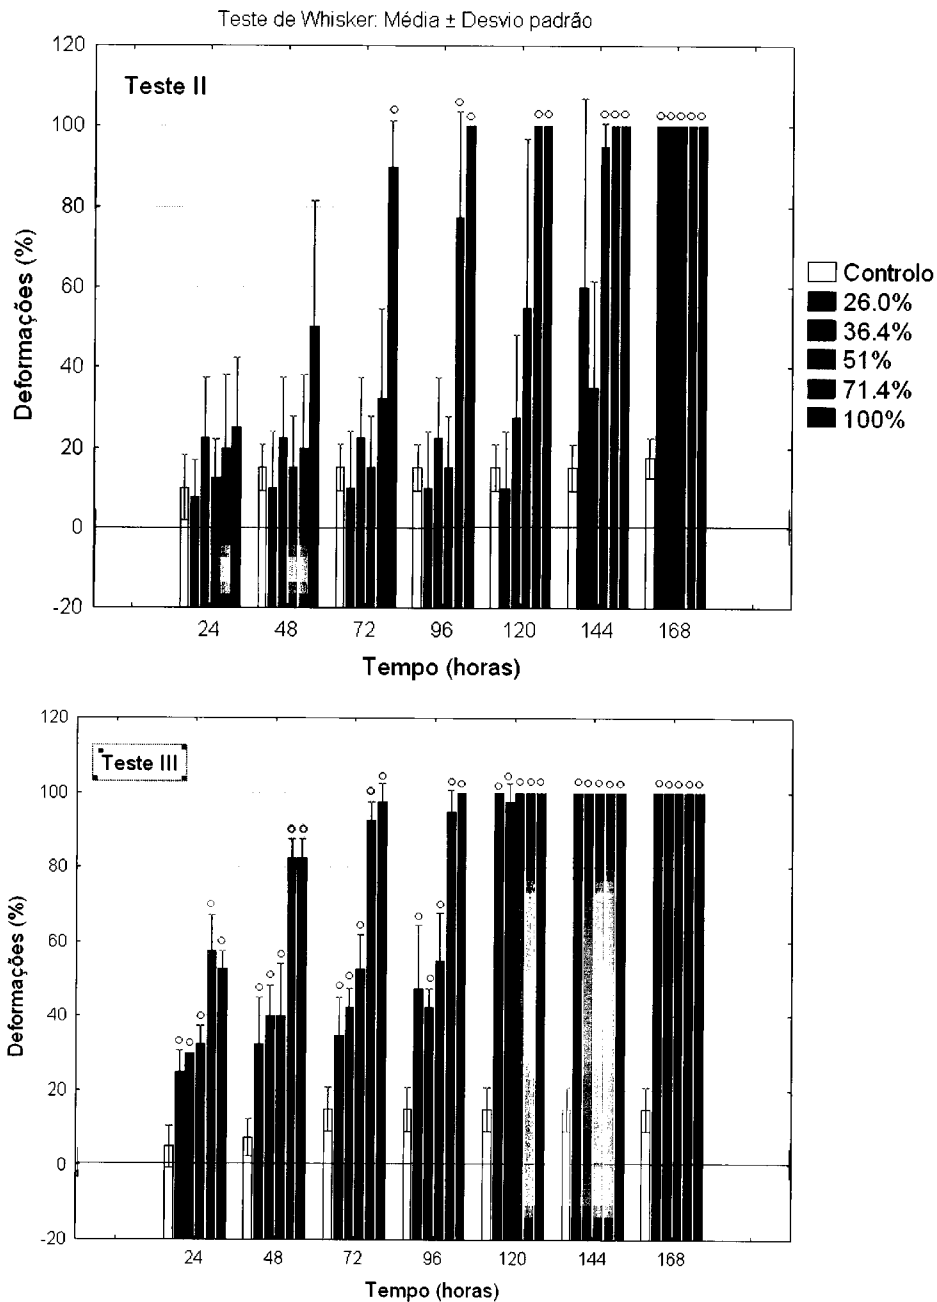 Teste de Whisker: Média ± Desvio padrão
Teste II
120
100
80
60
40
20
0
-20
Deformações (%)
24 48 72 96 120 144 168
Tempo (horas)
Controlo
26.0%
36.4%
51%
71.4%
100%
Teste III
120
100
80
60
40
20
0
-20
Deformações (%)
24 48 72 96 120 144 168
Tempo (horas)